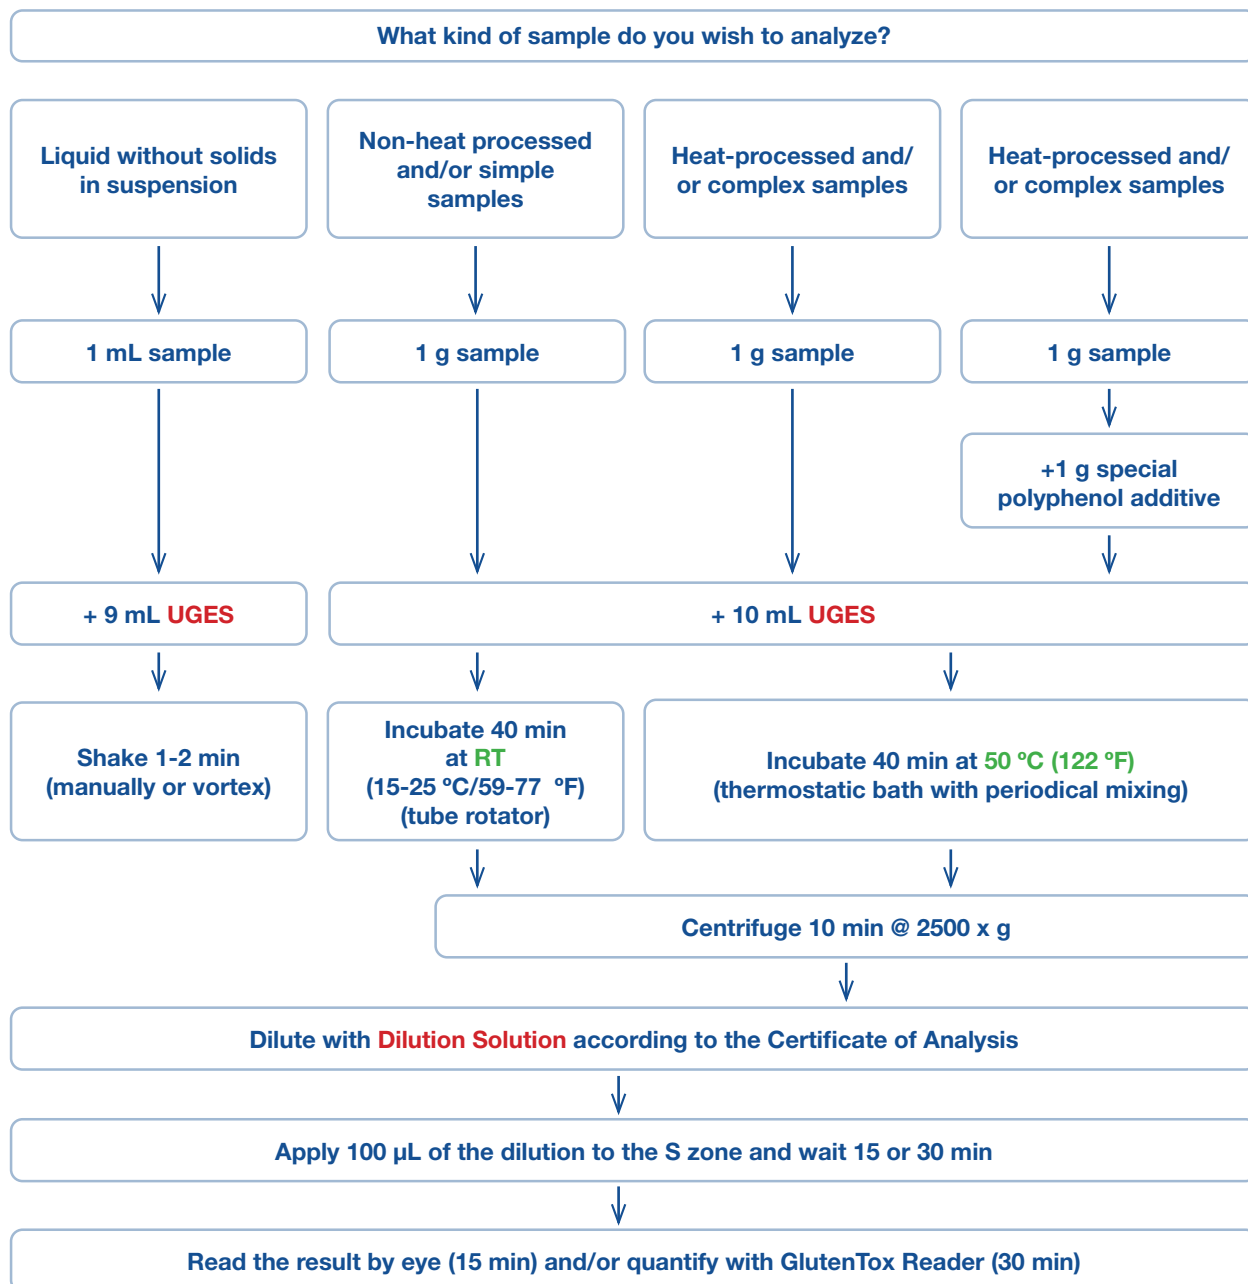 What kind of sample do you wish to analyze?
Liquid without solids
in suspension
Non-heat processed
and/or simple
samples
Heat-processed and/
or complex samples
Heat-processed and/
or complex samples
1 mL sample
1 g sample
1 g sample
1 g sample
+1 g special
polyphenol additive
+ 9 mL UGES
+ 10 mL UGES
Shake 1-2 min
(manually or vortex)
Incubate 40 min
at RT
(15-25 ºC/59-77 ºF)
(tube rotator)
Incubate 40 min at 50 ºC (122 ºF)
(thermostatic bath with periodical mixing)
Centrifuge 10 min @ 2500 x g
Dilute with Dilution Solution according to the Certificate of Analysis
Apply 100 µL of the dilution to the S zone and wait 15 or 30 min
Read the result by eye (15 min) and/or quantify with GlutenTox Reader (30 min)